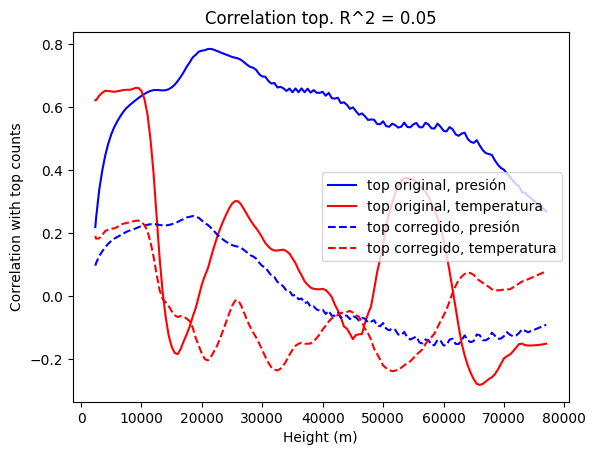 Correlation top. R^2 = 0.05
Correlation with top counts
0.8
0.6
0.4
0.2
0.0
−0.2
top original, presión
top original, temperatura
top corregido, presión
top corregido, temperatura
0
10000
20000
30000
40000
50000
60000
70000
80000
Height (m)